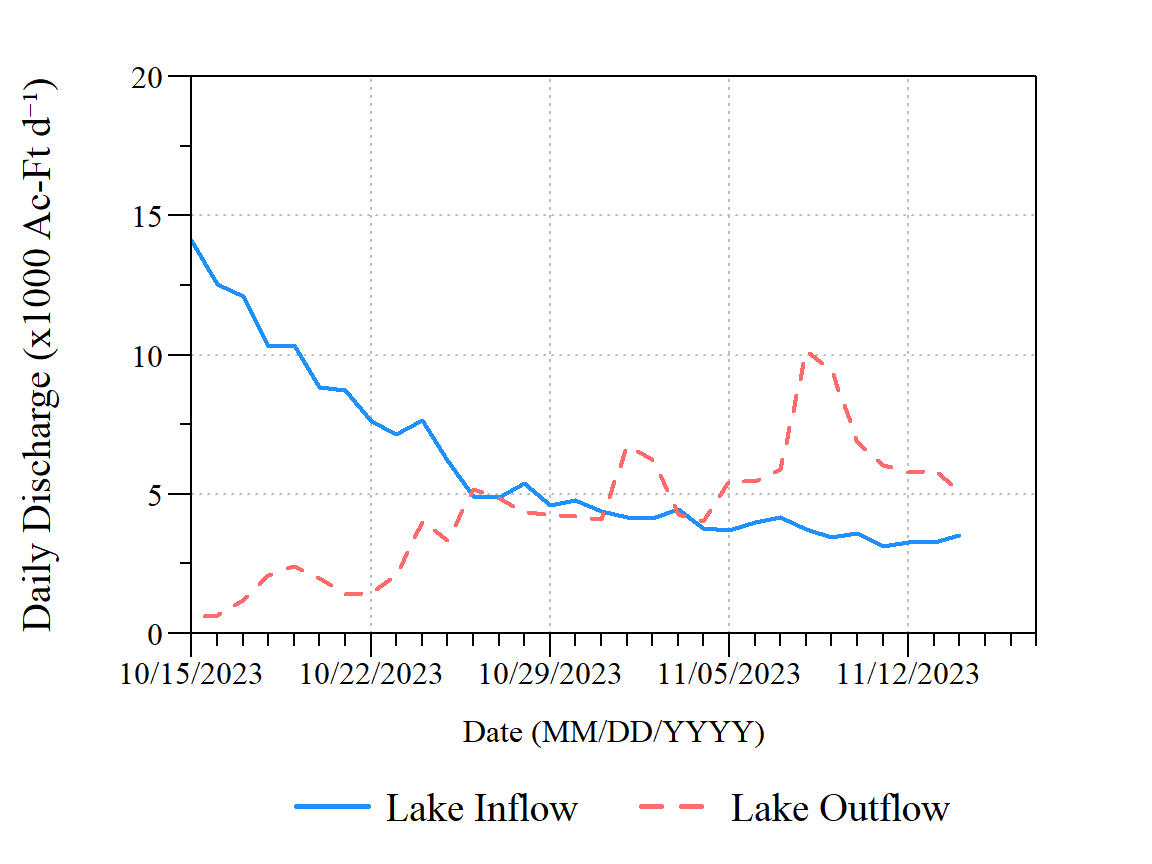 Daily Discharge (x1000 Ac-Ft d⁻¹)
20
15
10
5
0
10/15/2023 10/22/2023 10/29/2023 11/05/2023 11/12/2023
Date (MM/DD/YYYY)
Lake Inflow Lake Outflow